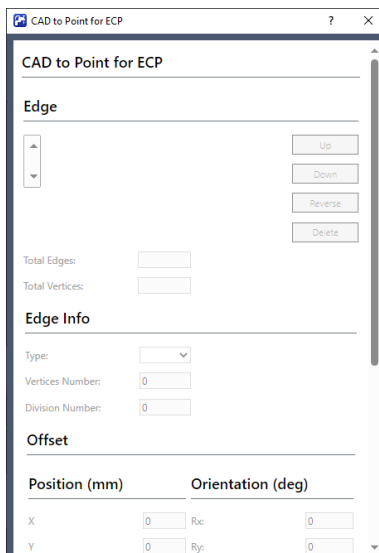 CAD to Point for ECP
CAD to Point for ECP
Edge
Up
Down
Reverse
Delete
Total Edges:
Total Vertices:
Edge Info
Type:
Vertices Number: 0
Division Number: 0
Offset
Position (mm) Orientation (deg)
X 0 Rx: 0
Y 0 Ry: 0